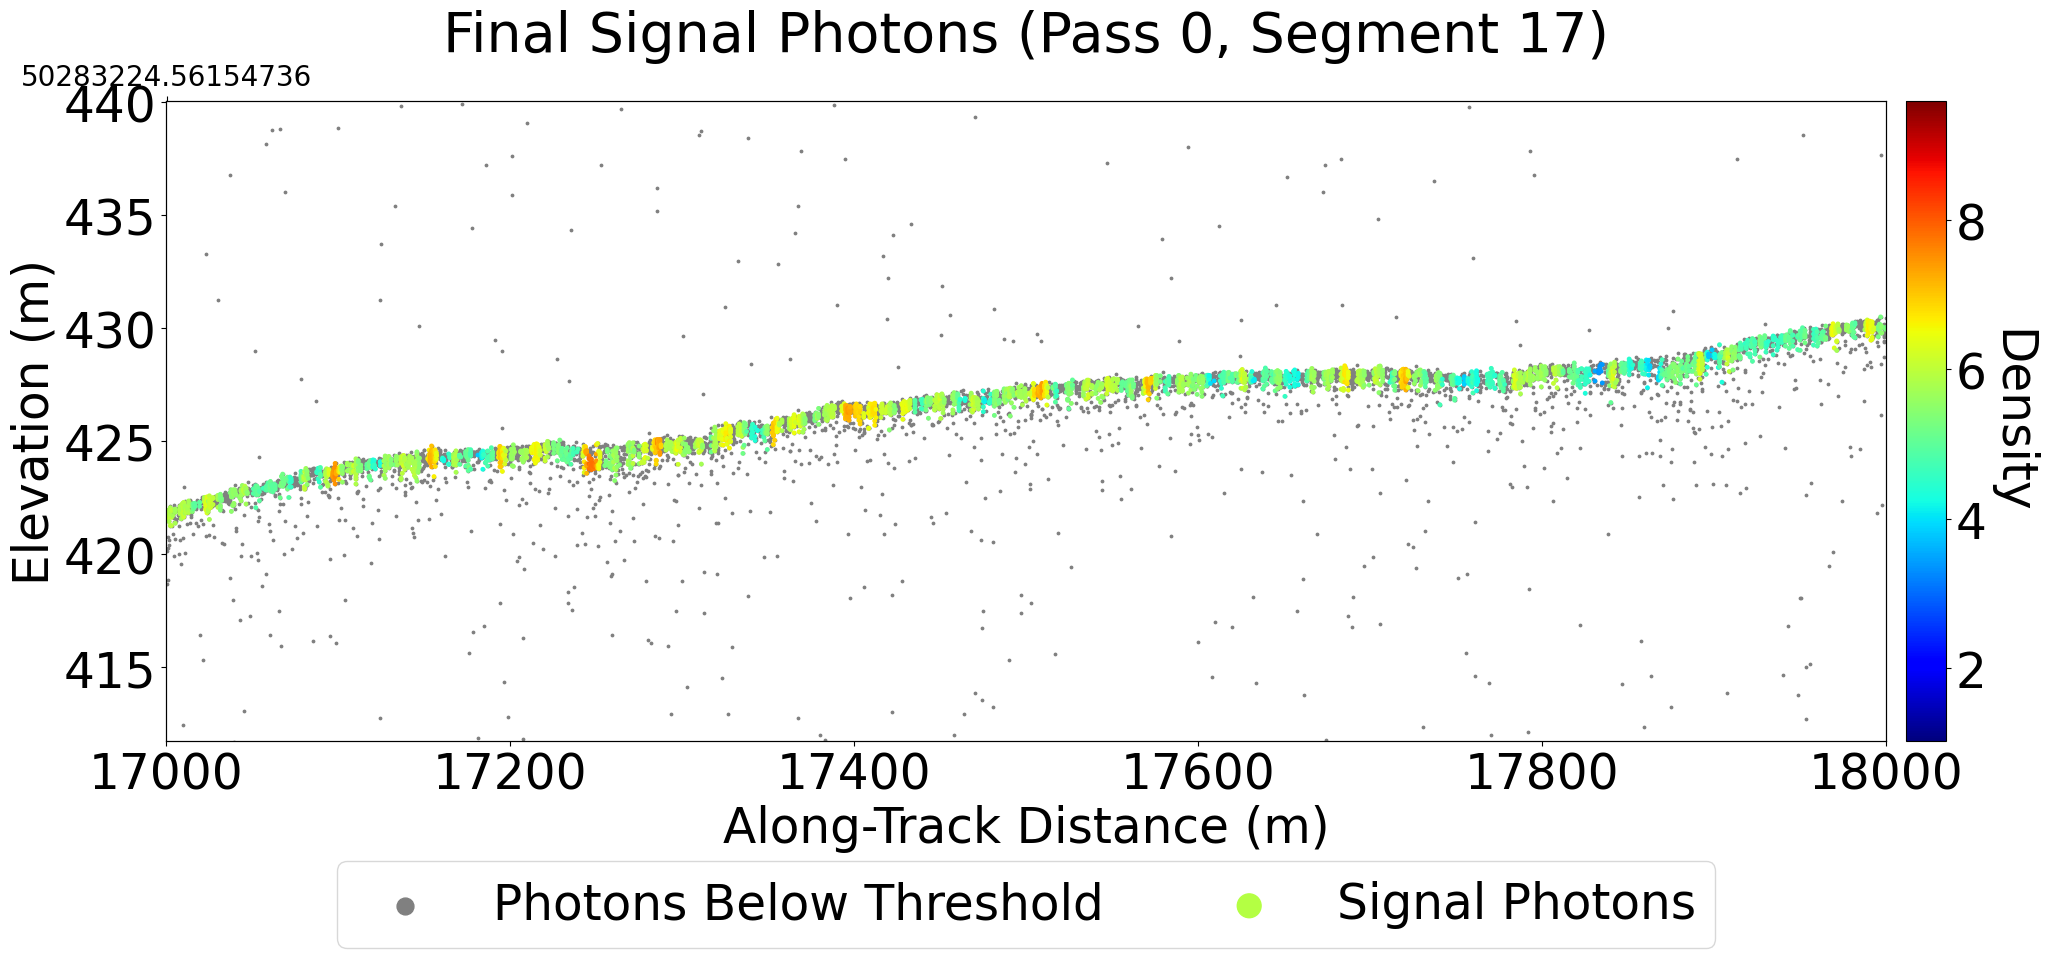 Final Signal Photons (Pass 0, Segment 17)
50283224.56154736
440
435
430
425
420
415
Elevation (m)
17000 17200 17400 17600 17800 18000
Along-Track Distance (m)
8
6
4
2
Density
Photons Below Threshold Signal Photons